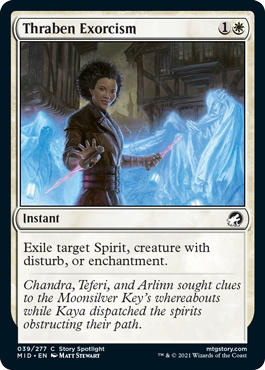 Thraben Exorcism 1
Instant
Exile target Spirit, creature with
disturb, or enchantment.
Chandra, Teferi, and Arlinn sought clues
to the Moonsilver Key's whereabouts
while Kaya dispatched the spirits
obstructing their path.
039/277 C Story Spotlight
MID • EN MATT STEWART
mtgstory.com
™ & © 2021 Wizards of the Coast